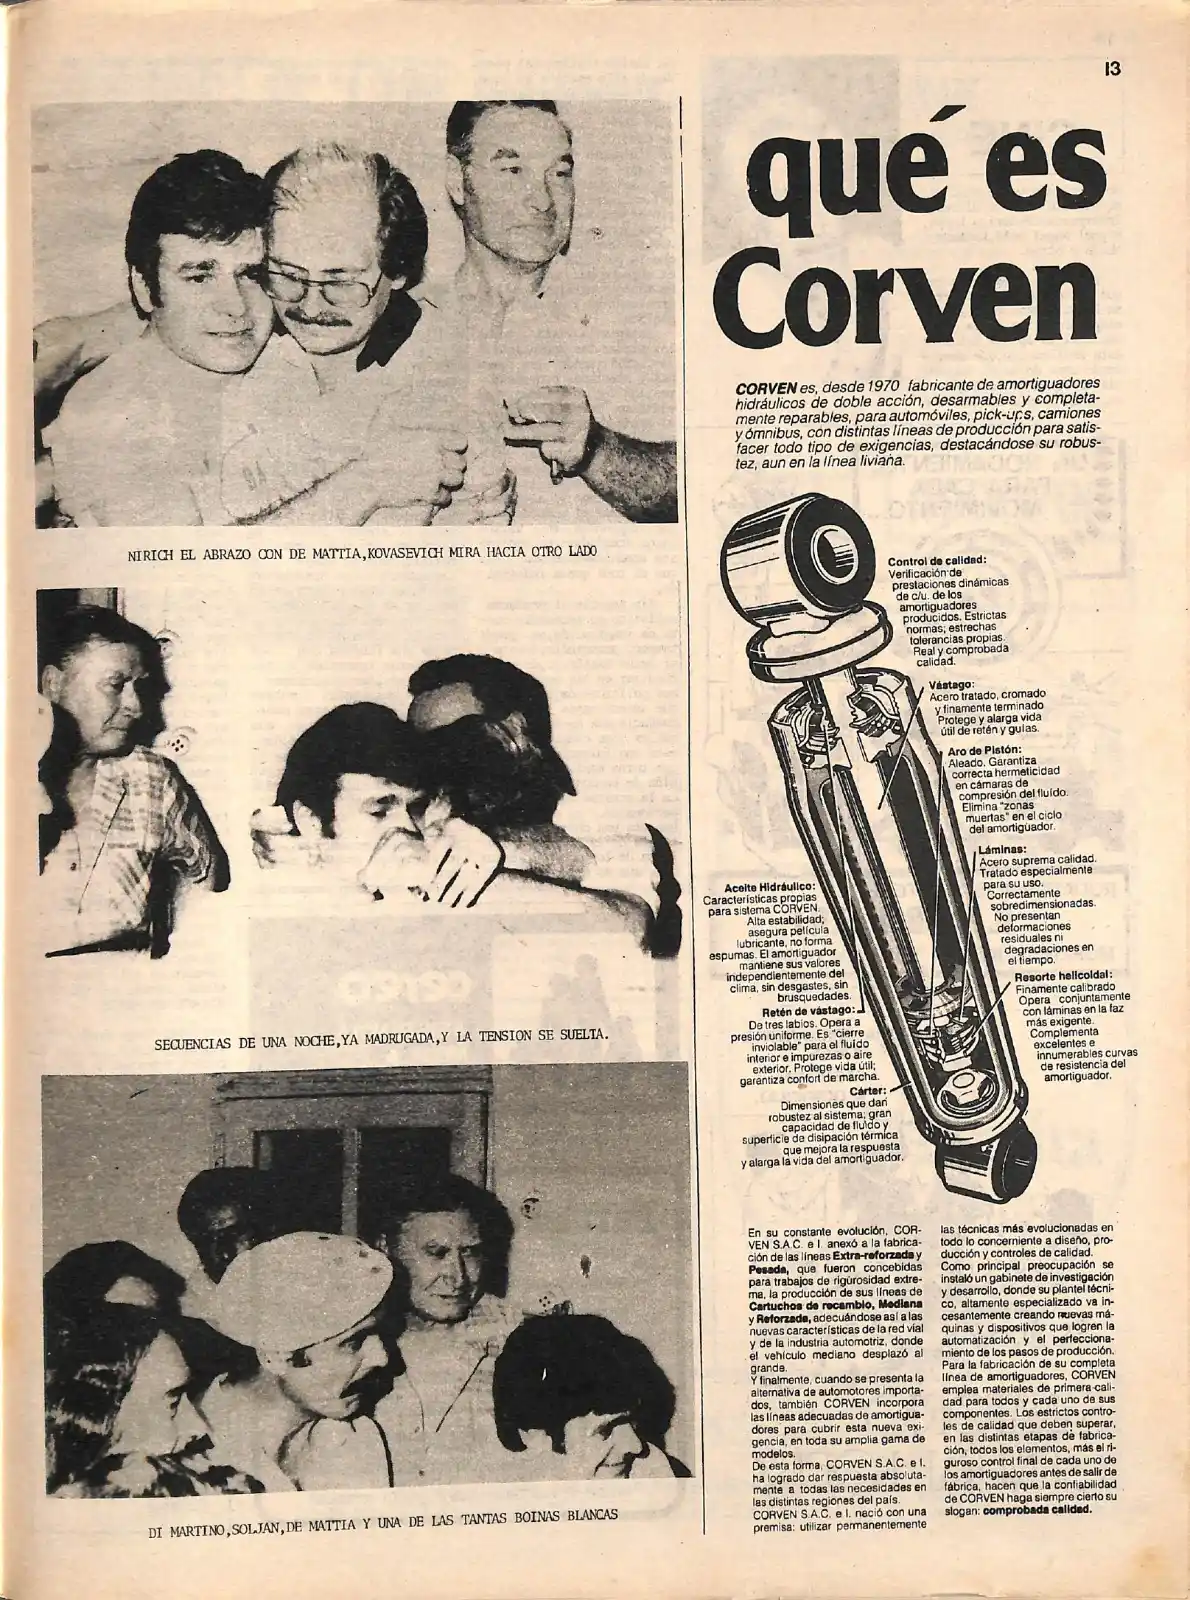 13
NIRICH EL ABRAZO CON DE MATTIA,KOVASEVICH MIRA HACIA OTRO LADO
SECUENCIAS DE UNA NOCHE,YA MADRUGADA,Y LA TENSION SE SUELTA.
DI MARTINO,SOLJAN,DE MATTIA Y UNA DE LAS TANTAS BOINAS BLANCAS
qué es
Corven
CORVEN es, desde 1970 fabricante de amortiguadores
hidráulicos de doble acción, desarmables y completa-
mente reparables, para automóviles, pick-ups, camiones
y ómnibus, con distintas líneas de producción para satis-
facer todo tipo de exigencias, destacándose su robus-
tez, aun en la línea liviana.
Control de calidad:
Verificación de
prestaciones dinámicas
de c/u. de los
amortiguadores
producidos. Estrictas
normas; estrechas
tolerancias propias.
Real y comprobada
calidad.
Vástago:
Acero tratado, cromado
y finamente terminado
Protege y alarga vida
útil de retén y guías.
Aro de Pistón:
Aleado. Garantiza
correcta hermeticidad
en cámaras de
compresión del fluído.
Elimina "zonas
muertas" en el ciclo
del amortiguador.
Láminas:
Acero suprema calidad.
Tratado especialmente
para su uso.
Correctamente
sobredimensionadas.
No presentan
deformaciones
residuales ni
degradaciones en
el tiempo.
Resorte helicoidal:
Finamente calibrado
Opera conjuntamente
con láminas en la faz
más exigente.
Complementa
excelentes e
innumerables curvas
de resistencia del
amortiguador.
Aceite Hidráulico:
Características propias
para sistema CORVEN.
Alta estabilidad;
asegura película
lubricante, no forma
espumas. El amortiguador
mantiene sus valores
independientemente del
clima, sin desgastes, sin
brusquedades.
Retén de vástago:
De tres labios. Opera a
presión uniforme. Es "cierre
inviolable" para el fluído
interior e impurezas o aire
exterior. Protege vida útil;
garantiza confort de marcha.
Cárter:
Dimensiones que dan
robustez al sistema; gran
capacidad de fluído y
superficie de disipación térmica
que mejora la respuesta
y alarga la vida del amortiguador.
En su constante evolución, COR-
VEN S.A.C. e I. anexó a la fabrica-
ción de las líneas Extra-reforzada y
Pesada, que fueron concebidas
para trabajos de rigurosidad extre-
ma, la producción de sus líneas de
Cartuchos de recambio, Mediana
y Reforzada, adecuándose así a las
nuevas características de la red vial
y de la industria automotriz, donde
el vehículo mediano desplazó al
grande.
Y finalmente, cuando se presenta la
alternativa de automotores importa-
dos, también CORVEN incorpora
las líneas adecuadas de amortigua-
dores para cubrir esta nueva exi-
gencia, en toda su amplia gama de
modelos.
De esta forma, CORVEN S.A.C. e I.
ha logrado dar respuesta absoluta-
mente a todas las necesidades en
las distintas regiones del país.
CORVEN S.A.C. e I. nació con una
premisa: utilizar permanentemente
las técnicas más evolucionadas en
todo lo concerniente a diseño, pro-
ducción y controles de calidad.
Como principal preocupación se
instaló un gabinete de investigación
y desarrollo, donde su plantel técni-
co, altamente especializado va in-
cesantemente creando nuevas má-
quinas y dispositivos que logren la
automatización y el perfecciona-
miento de los pasos de producción.
Para la fabricación de su completa
línea de amortiguadores, CORVEN
emplea materiales de primera cali-
dad para todos y cada uno de sus
componentes. Los estrictos contro-
les de calidad que deben superar,
en las distintas etapas de fabrica-
ción, todos los elementos, más el ri-
guroso control final de cada uno de
los amortiguadores antes de salir de
fábrica, hacen que la confiabilidad
de CORVEN haga siempre cierto su
slogan: comprobada calidad.